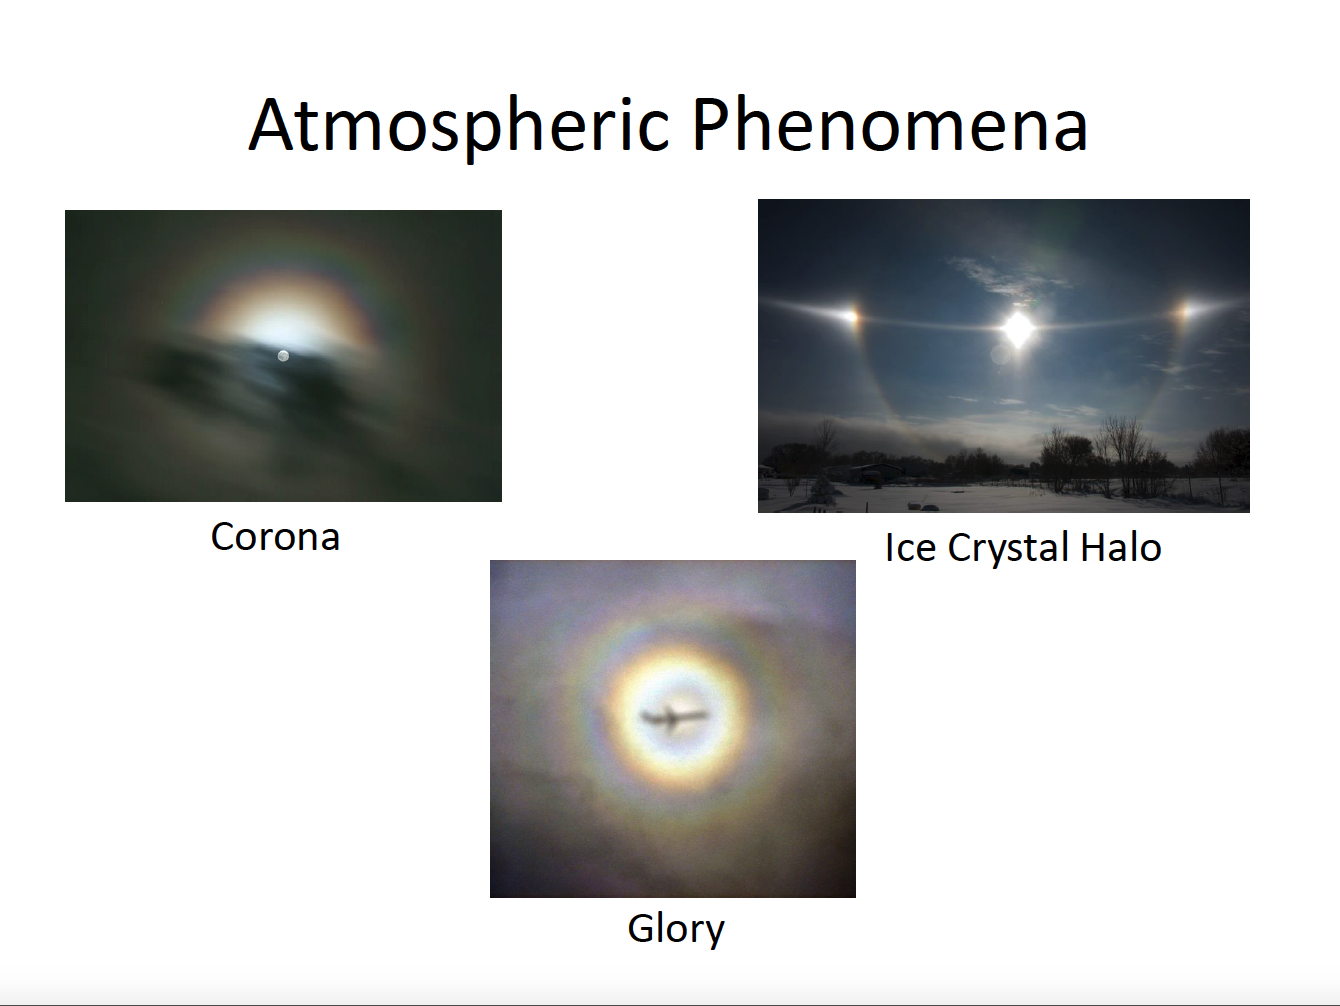 Atmospheric Phenomena
Corona
Ice Crystal Halo
Glory